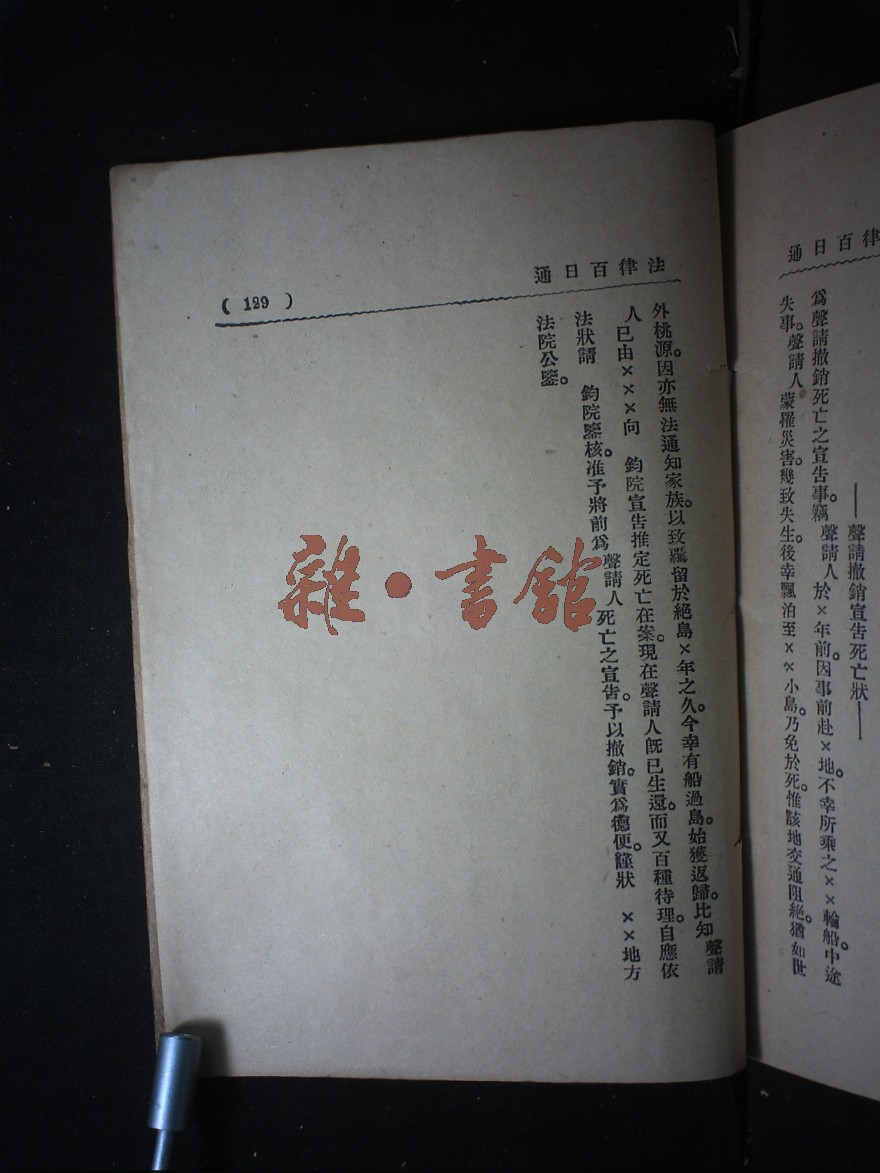 法律百日通
——聲請撤銷宣告死亡狀——
爲聲請撤銷死亡之宣告事。竊 聲請人 於×年前。因事前赴×地。不幸所乘之××輪船。中途
失事。聲請人 蒙罹災害。幾致失生。後幸飄泊至××小島。乃免於死。惟該地交通阻絕。猶如世
法律百日通
( 129 )
外桃源。因亦無法通知家族。以致羈留於絕島×年之久。今幸有船過島。始獲返歸。比知 聲請
人已由×××向 鈞院宣告推定死亡在案。現在聲請人既已生還。而又百種待理。自應依
法狀請 鈞院鑒核。准予將前爲 聲請人 死亡之宣告。予以撤銷。實爲德便。謹狀 ××地方
法院公鑒。
雜·書館